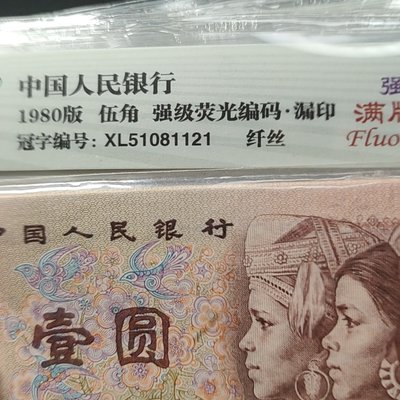 中国人民银行
1980版 伍角 强级荧光编码·漏印
冠字编号: XL51081121 纤丝
强
满版
Fluo
中国人民银行
壹圆